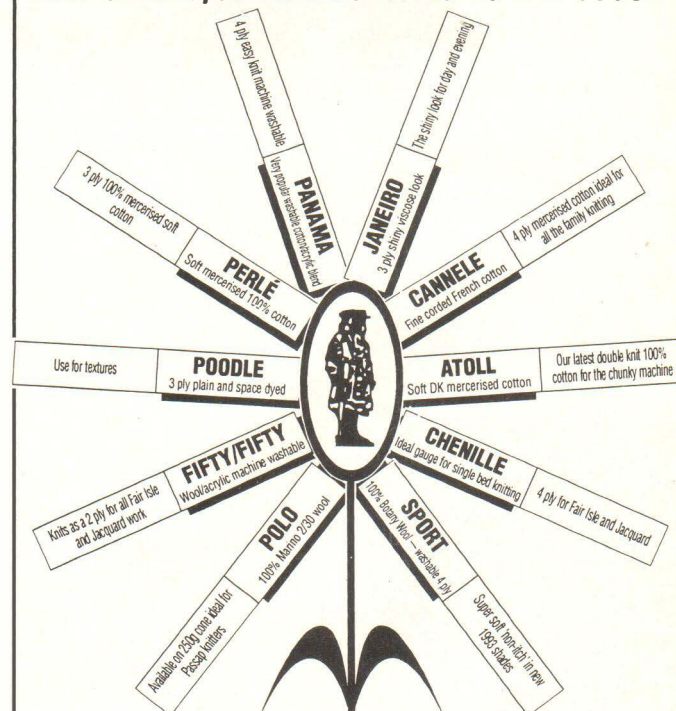 4 ply easy knit machine washable
PANAMA
Very popular washable cotton/acrylic blend
The shiny look for day and evening
JANEIRO
3 ply shiny viscose look
3 ply 100% mercerised soft
cotton
PERLÉ
Soft mercerised 100% cotton
4 ply mercerised cotton ideal for
all the family knitting
CANNELE
Fine corded French cotton
Use for textures
POODLE
3 ply plain and space dyed
ATOLL
Soft DK mercerised cotton
Our latest double knit 100%
cotton for the chunky machine
FIFTY/FIFTY
Wool/acrylic machine washable
Knits as a 2 ply for all Fair Isle
and Jacquard work
CHENILLE
Ideal gauge for single bed knitting
4 ply for Fair Isle and Jacquard
POLO
100% Marino 2/30 wool
Available on 250g cone ideal for
Passap knitters
SPORT
100% Botany Wool — washable 4 ply
Super soft 'non-itch' in new
1993 shades